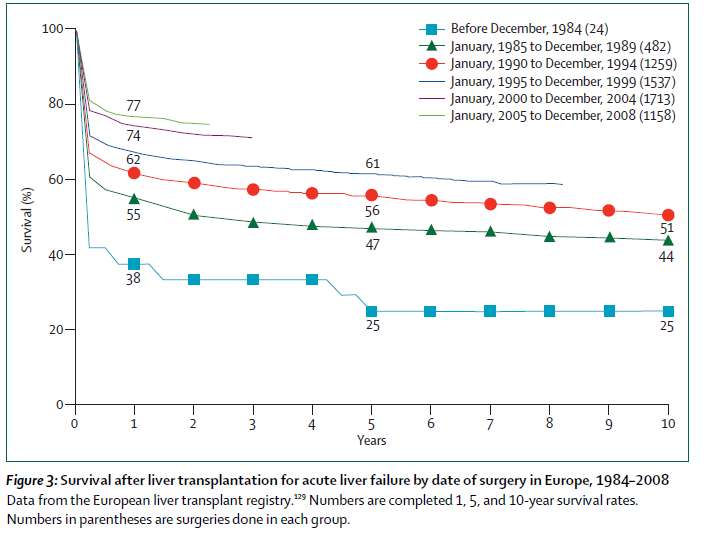 100
80
60
40
20
0
Survival (%)
0 1 2 3 4 5 6 7 8 9 10
Years
Before December, 1984 (24)
January, 1985 to December, 1989 (482)
January, 1990 to December, 1994 (1259)
January, 1995 to December, 1999 (1537)
January, 2000 to December, 2004 (1713)
January, 2005 to December, 2008 (1158)
77
74
62
61
55
56
51
47
44
38
25
25
Figure 3: Survival after liver transplantation for acute liver failure by date of surgery in Europe, 1984–2008
Data from the European liver transplant registry.¹²⁹ Numbers are completed 1, 5, and 10-year survival rates.
Numbers in parentheses are surgeries done in each group.